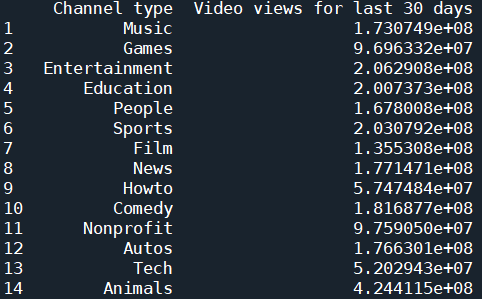 Channel type  Video views for last 30 days
1 Music 1.730749e+08
2 Games 9.696332e+07
3 Entertainment 2.062908e+08
4 Education 2.007373e+08
5 People 1.678008e+08
6 Sports 2.030792e+08
7 Film 1.355308e+08
8 News 1.771471e+08
9 Howto 5.747484e+07
10 Comedy 1.816877e+08
11 Nonprofit 9.759050e+07
12 Autos 1.766301e+08
13 Tech 5.202943e+07
14 Animals 4.244115e+08